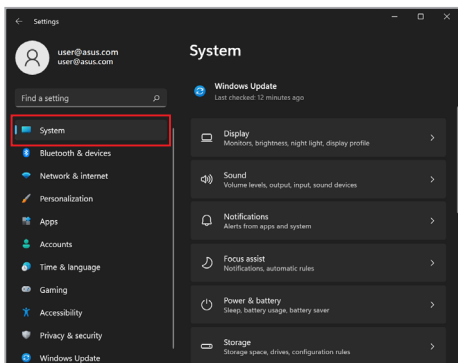 Settings
user@asus.com
user@asus.com
Find a setting
System
Bluetooth & devices
Network & internet
Personalization
Apps
Accounts
Time & language
Gaming
Accessibility
Privacy & security
Windows Update
System
Windows Update
Last checked: 12 minutes ago
Display
Monitors, brightness, night light, display profile
Sound
Volume levels, output, input, sound devices
Notifications
Alerts from apps and system
Focus assist
Notifications, automatic rules
Power & battery
Sleep, battery usage, battery saver
Storage
Storage space, drives, configuration rules